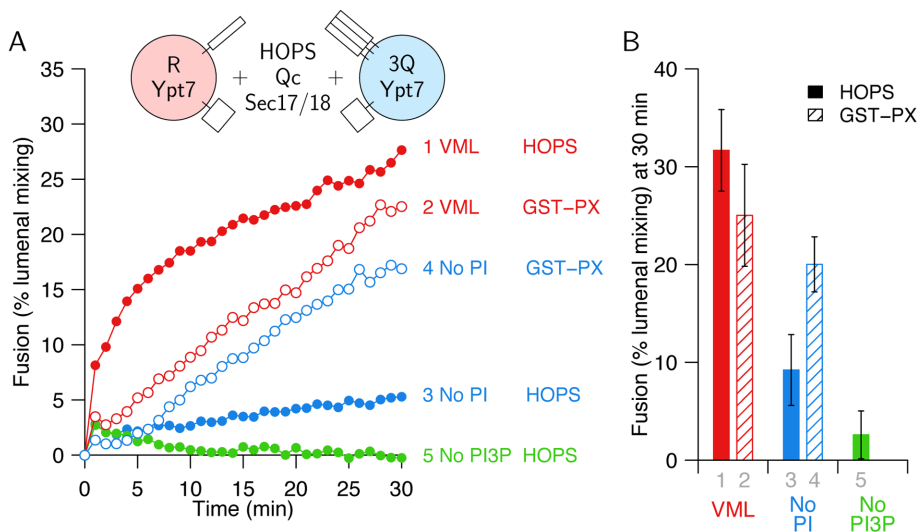 A
R
Ypt7
+
HOPS
Qc
Sec17/18
+
3Q
Ypt7
Fusion (% lumenal mixing)
35
30
25
20
15
10
5
0
0 5 10 15 20 25 30
Time (min)
1 VML HOPS
2 VML GST-PX
4 No PI GST-PX
3 No PI HOPS
5 No PI3P HOPS
B
Fusion (% lumenal mixing) at 30 min
40
30
20
10
0
HOPS
GST-PX
1 2 3 4 5
VML
No
PI
No
PI3P